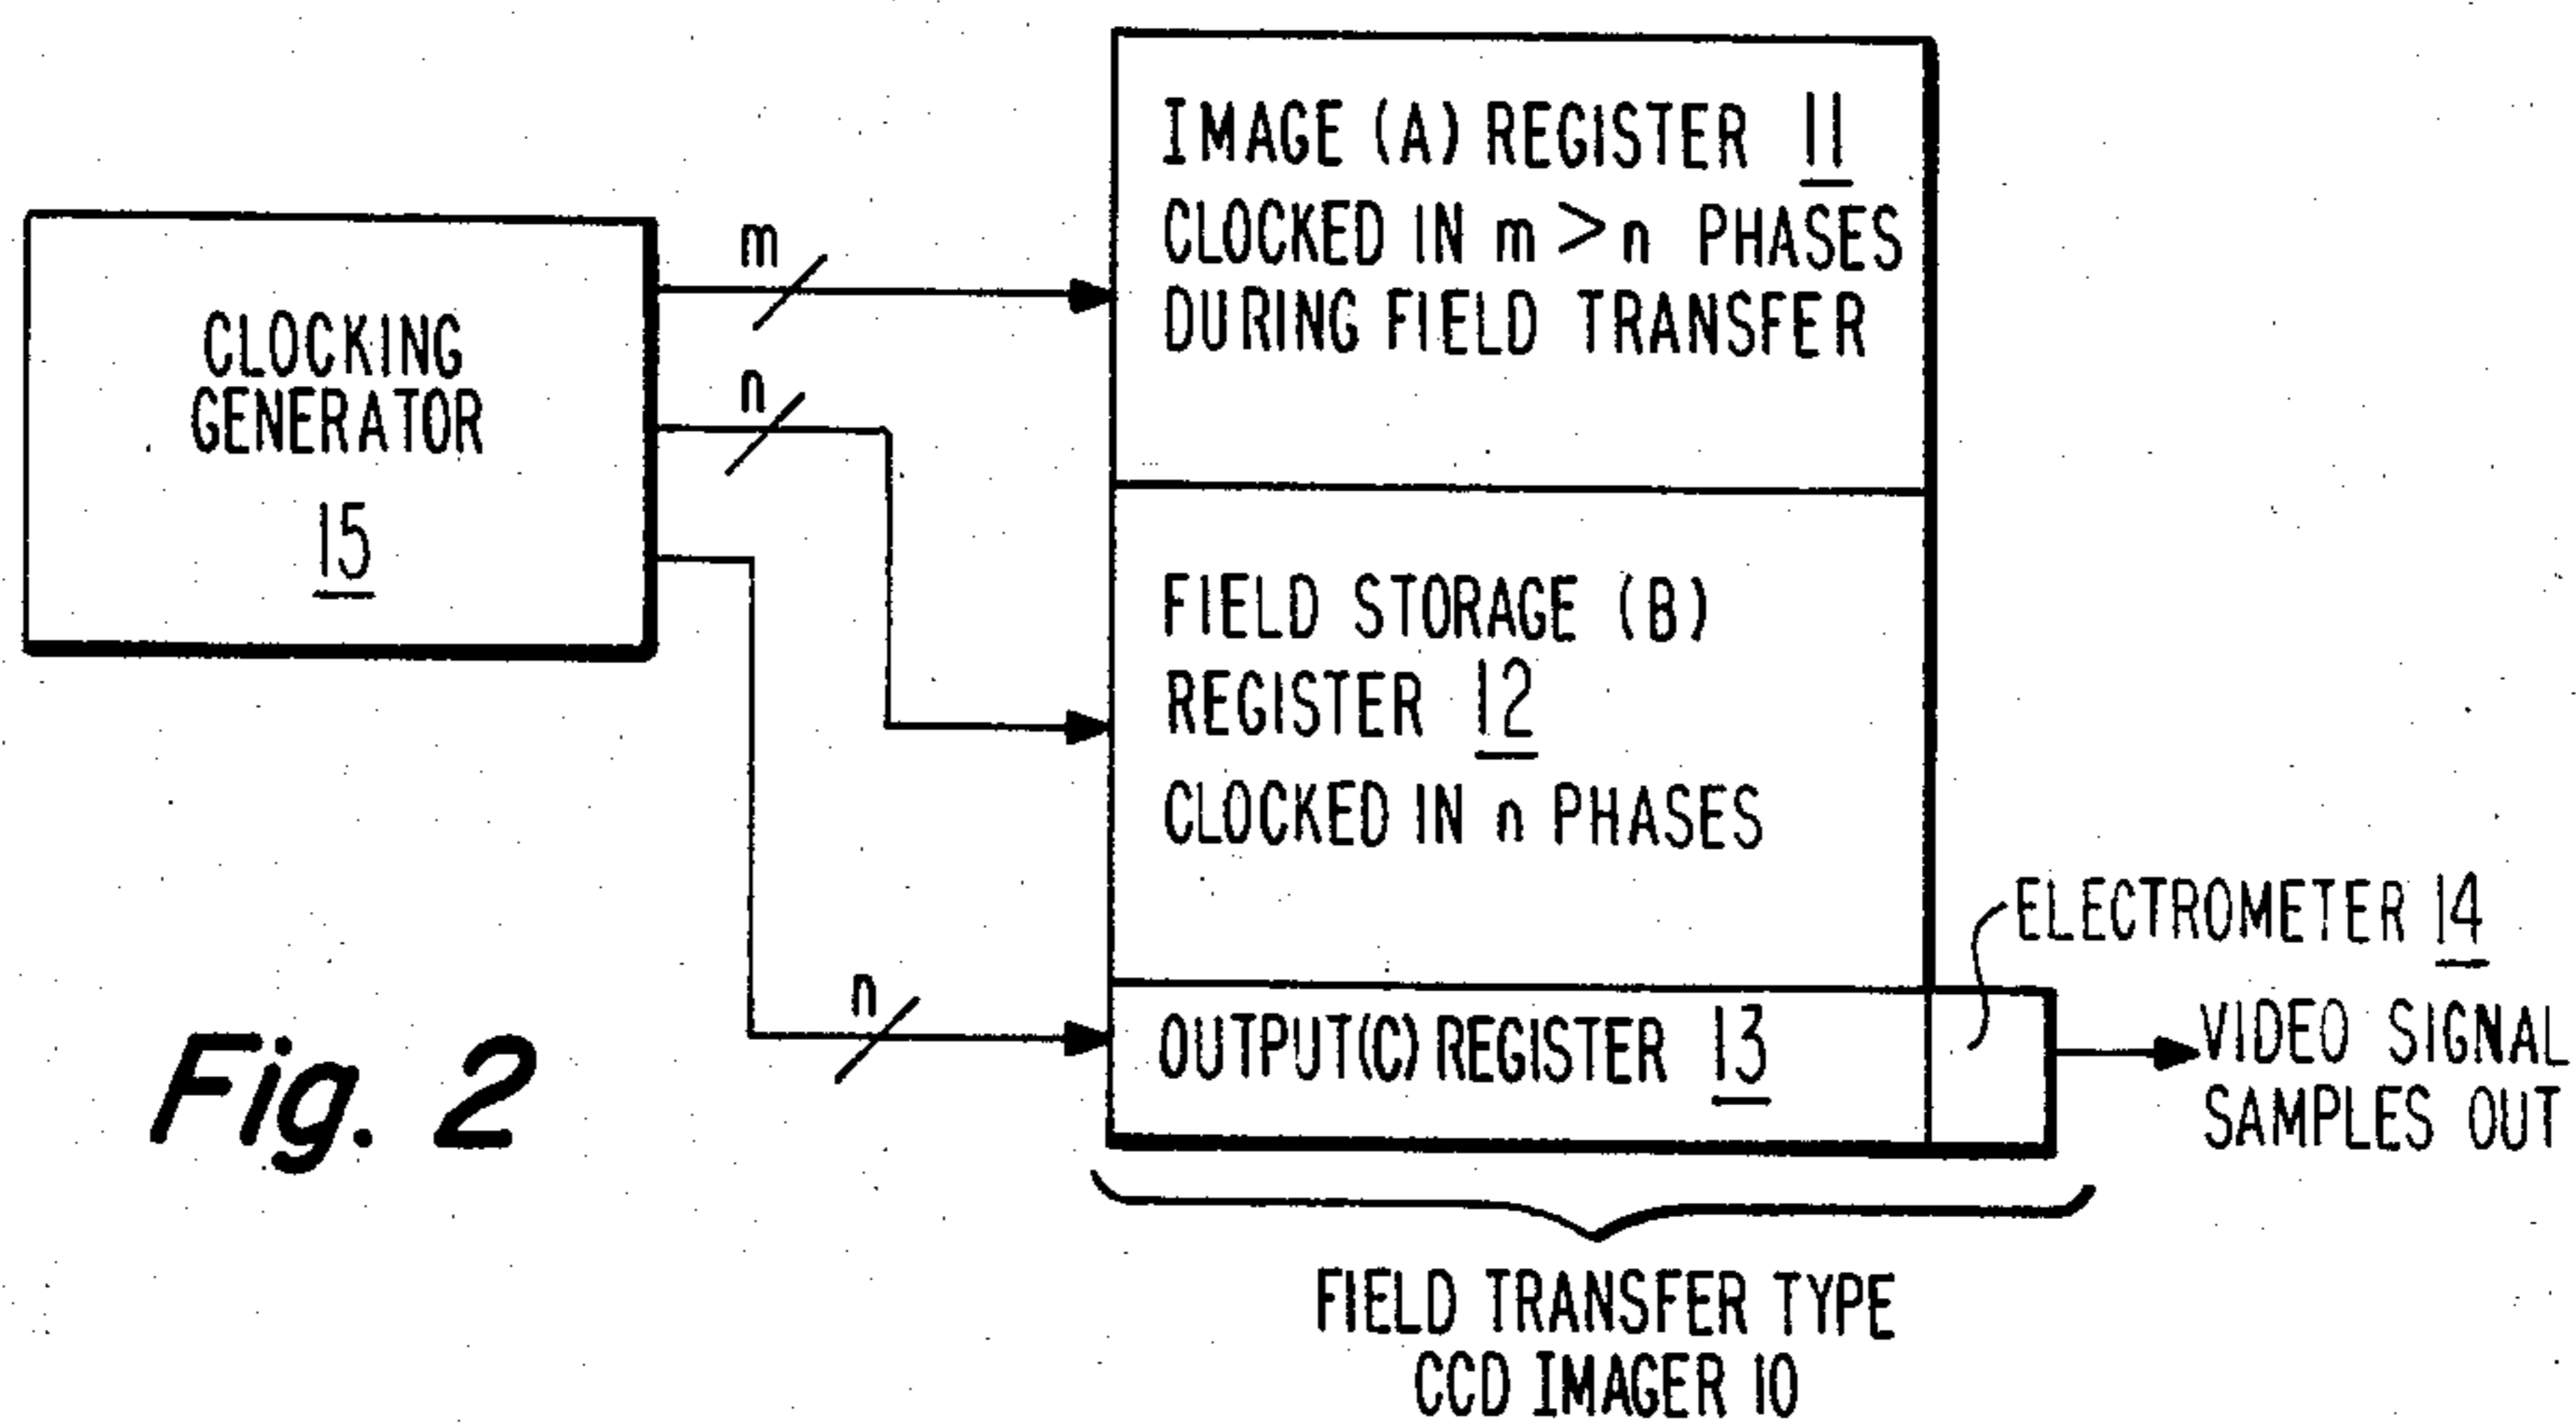 IMAGE (A) REGISTER 11
CLOCKED IN m > n PHASES
DURING FIELD TRANSFER
m
CLOCKING
GENERATOR
15
n
FIELD STORAGE (B)
REGISTER 12
CLOCKED IN n PHASES
ELECTROMETER 14
n
OUTPUT(C) REGISTER 13
VIDEO SIGNAL
SAMPLES OUT
Fig. 2
FIELD TRANSFER TYPE
CCD IMAGER 10